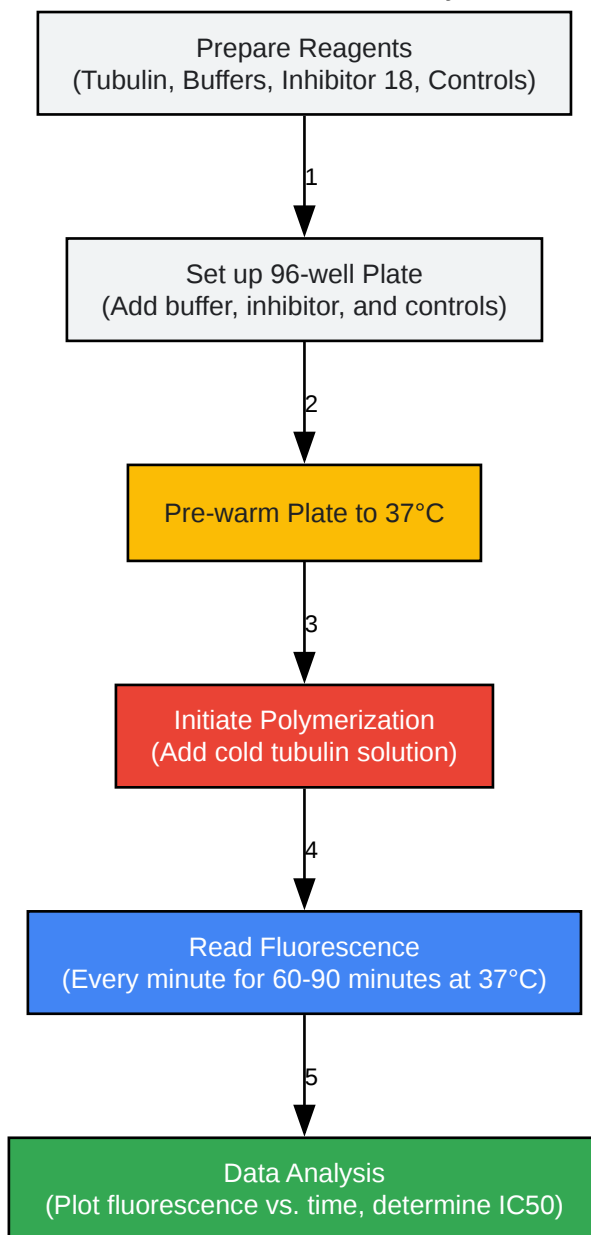 Prepare Reagents
(Tubulin, Buffers, Inhibitor 18, Controls)
1
Set up 96-well Plate
(Add buffer, inhibitor, and controls)
2
Pre-warm Plate to 37°C
3
Initiate Polymerization
(Add cold tubulin solution)
4
Read Fluorescence
(Every minute for 60-90 minutes at 37°C)
5
Data Analysis
(Plot fluorescence vs. time, determine IC50)